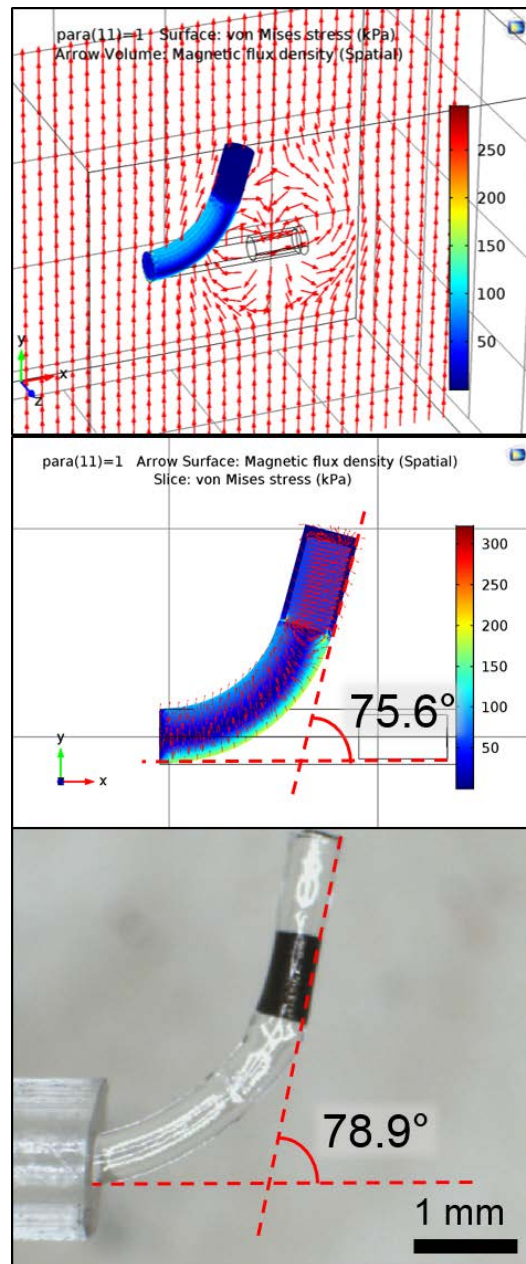 para(11)=1   Surface: von Mises stress (kPa)
Arrow Volume: Magnetic flux density (Spatial)
250
200
150
100
50
y
x
z
para(11)=1   Arrow Surface: Magnetic flux density (Spatial)
Slice: von Mises stress (kPa)
300
250
200
150
100
50
75.6°
y
x
78.9°
1 mm